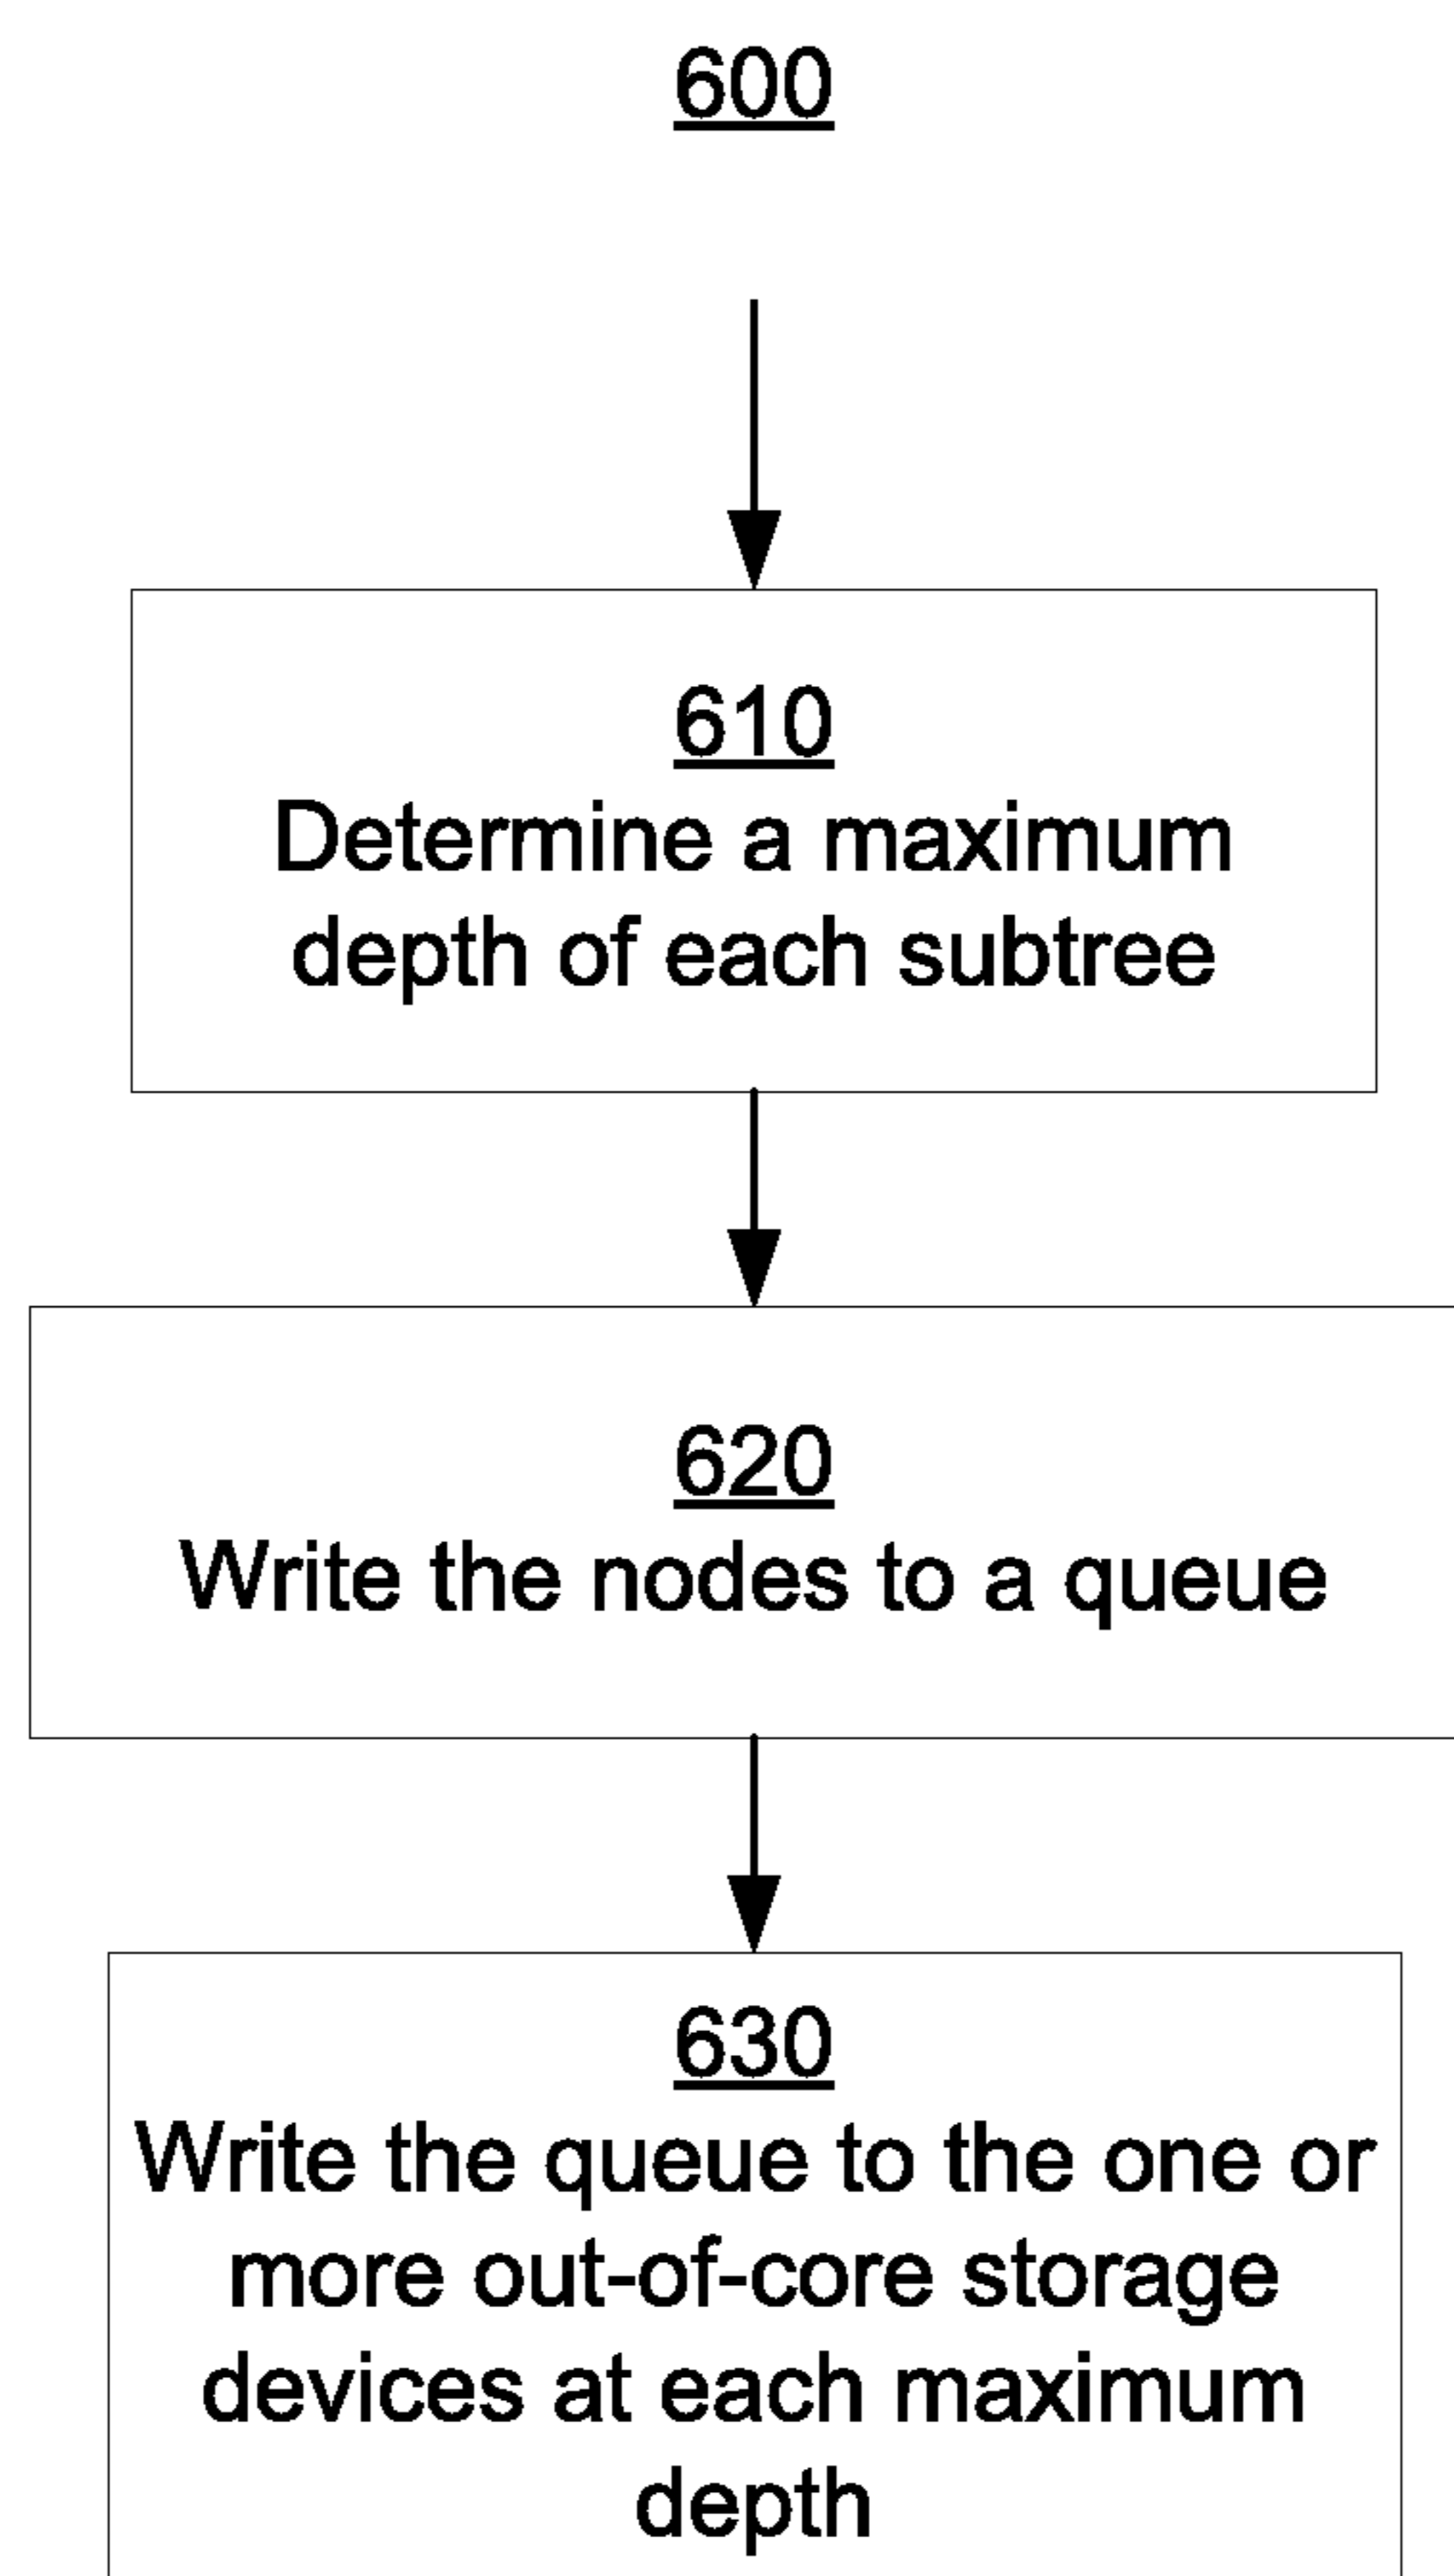 600
610
Determine a maximum
depth of each subtree
620
Write the nodes to a queue
630
Write the queue to the one or
more out-of-core storage
devices at each maximum
depth